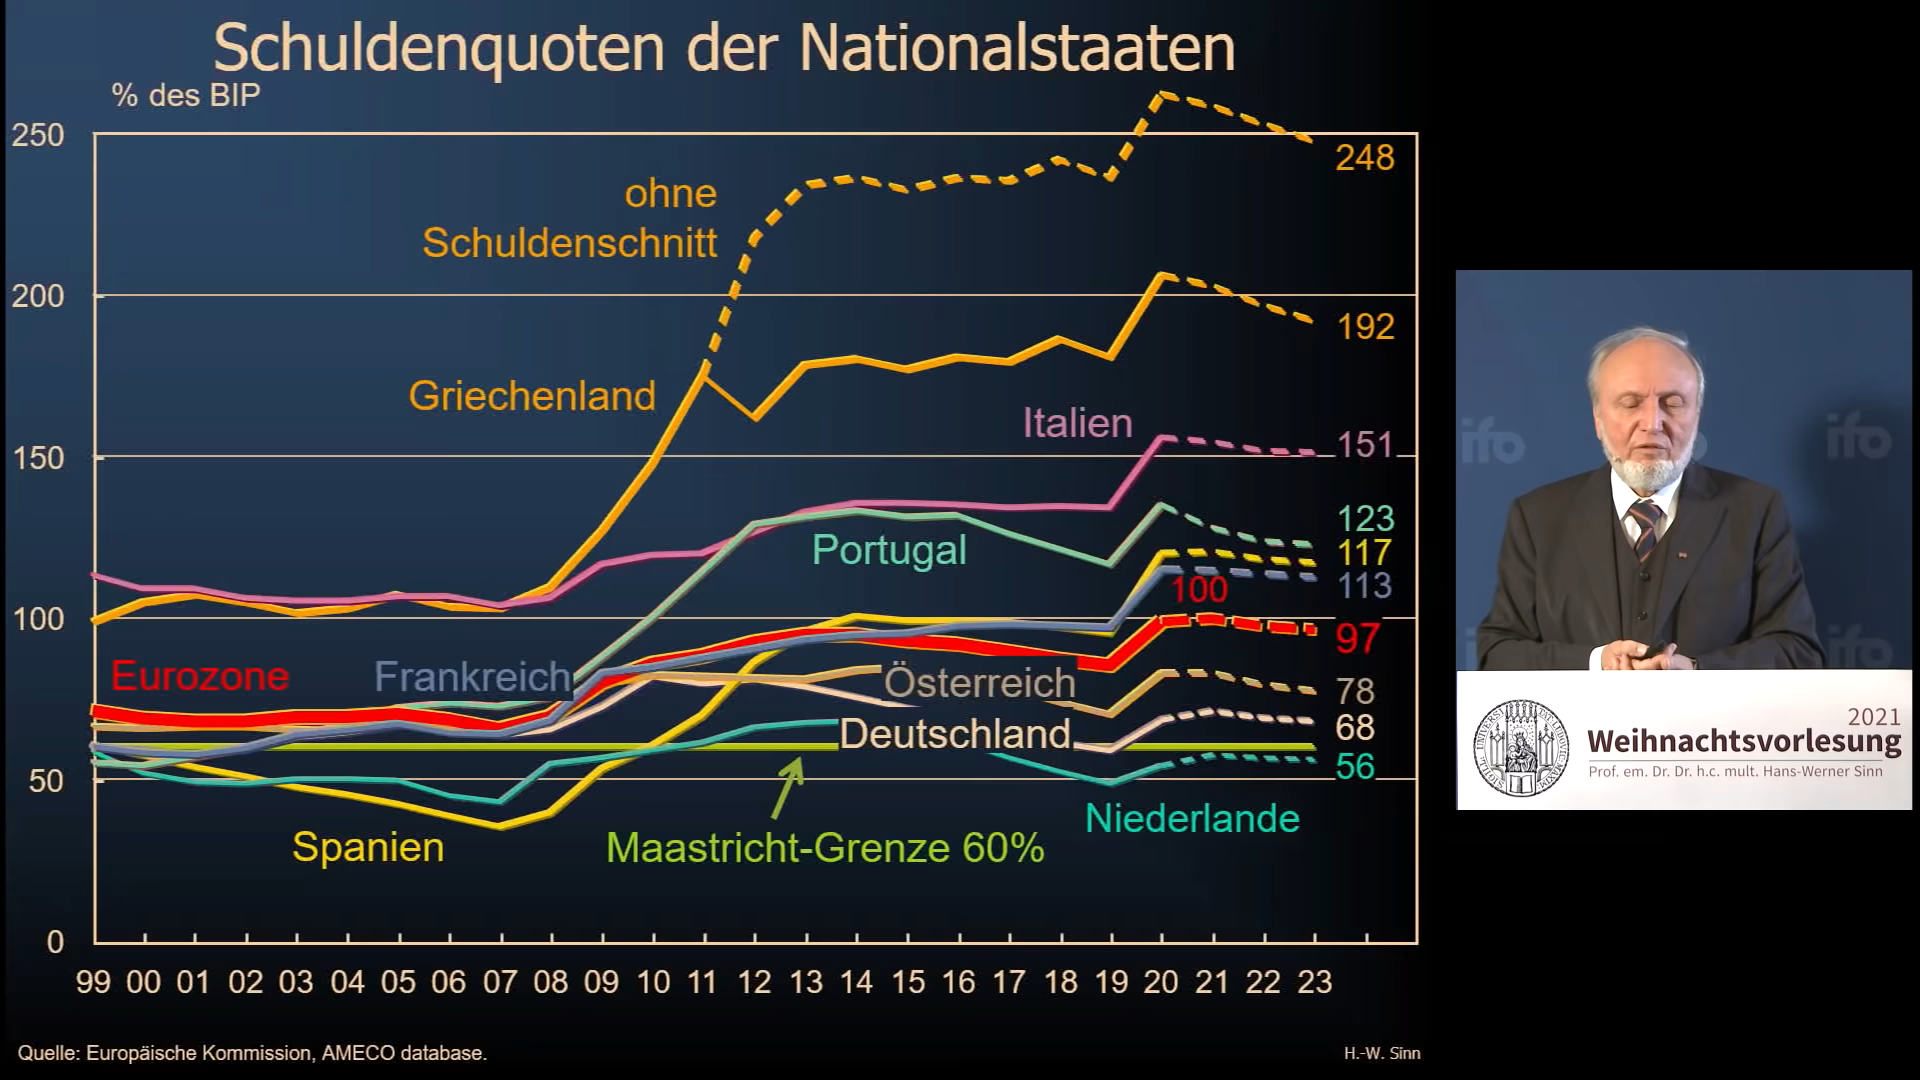 Schuldenquoten der Nationalstaaten
% des BIP
250
200
150
100
50
0
ohne
Schuldenschnitt
Griechenland
Italien
Portugal
Eurozone
Frankreich
Österreich
Deutschland
Spanien
Maastricht-Grenze 60%
Niederlande
248
192
151
123
117
113
100
97
78
68
56
99 00 01 02 03 04 05 06 07 08 09 10 11 12 13 14 15 16 17 18 19 20 21 22 23
Quelle: Europäische Kommission, AMECO database.
H.-W. Sinn
ifo
ifo
ifo
2021
Weihnachtsvorlesung
Prof. em. Dr. Dr. h.c. mult. Hans-Werner Sinn